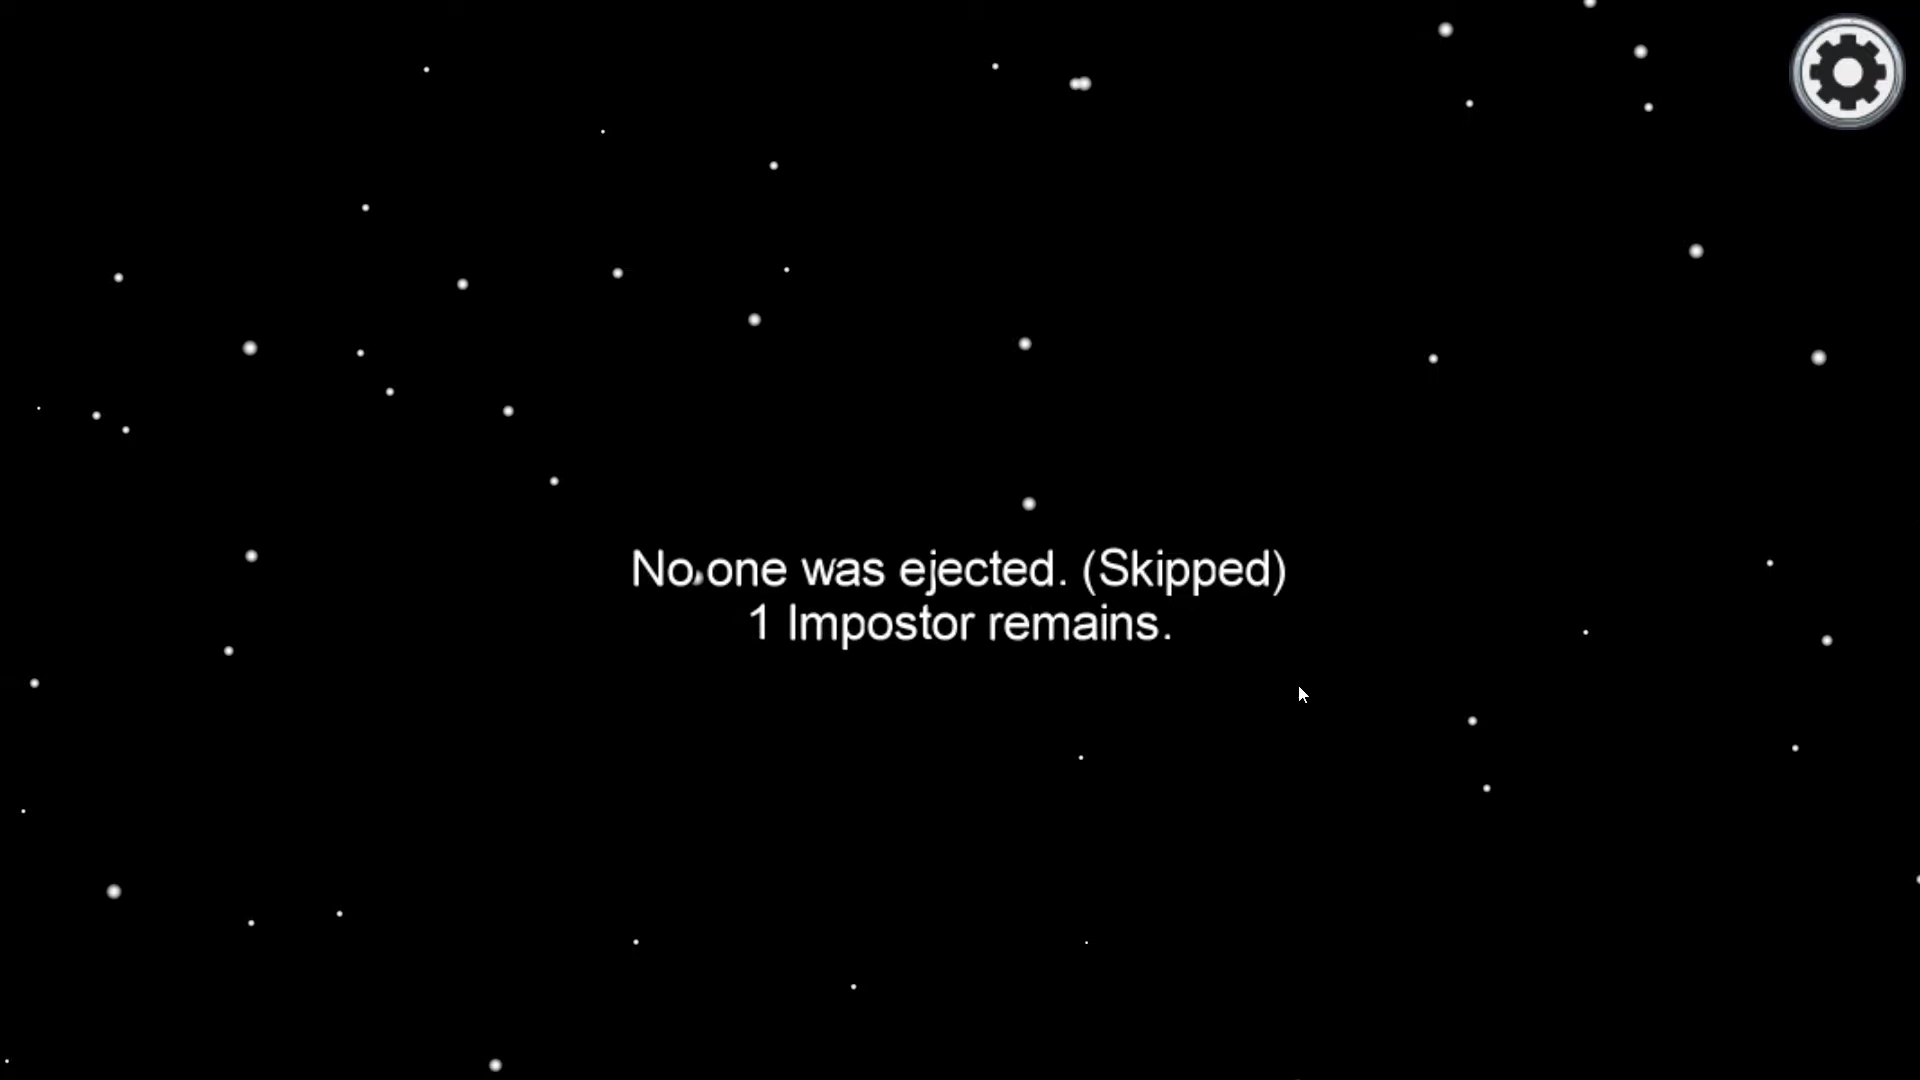 No one was ejected. (Skipped)
1 Impostor remains.